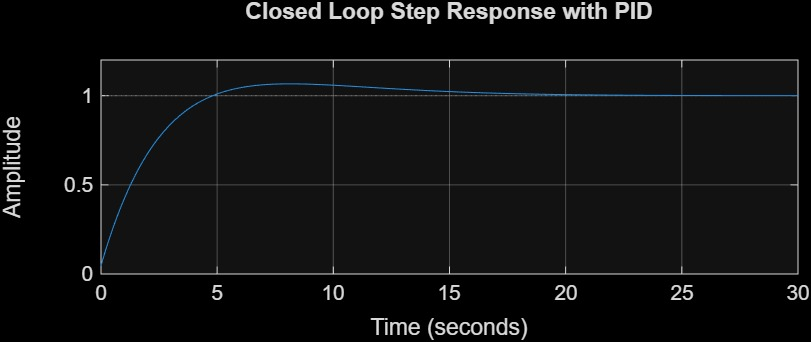 Closed Loop Step Response with PID
Amplitude
1
0.5
0
0 5 10 15 20 25 30
Time (seconds)